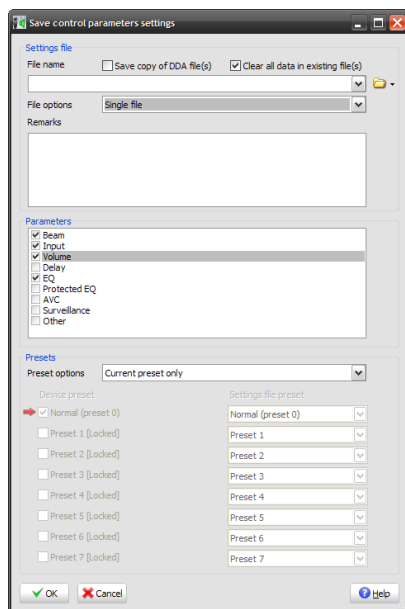 Save control parameters settings
Settings file
File name Save copy of DDA file(s) Clear all data in existing file(s)
File options Single file
Remarks
Parameters
Beam
Input
Volume
Delay
EQ
Protected EQ
AVC
Surveillance
Other
Presets
Preset options Current preset only
Device preset Settings file preset
Normal (preset 0) Normal (preset 0)
Preset 1 [Locked] Preset 1
Preset 2 [Locked] Preset 2
Preset 3 [Locked] Preset 3
Preset 4 [Locked] Preset 4
Preset 5 [Locked] Preset 5
Preset 6 [Locked] Preset 6
Preset 7 [Locked] Preset 7
OK Cancel Help